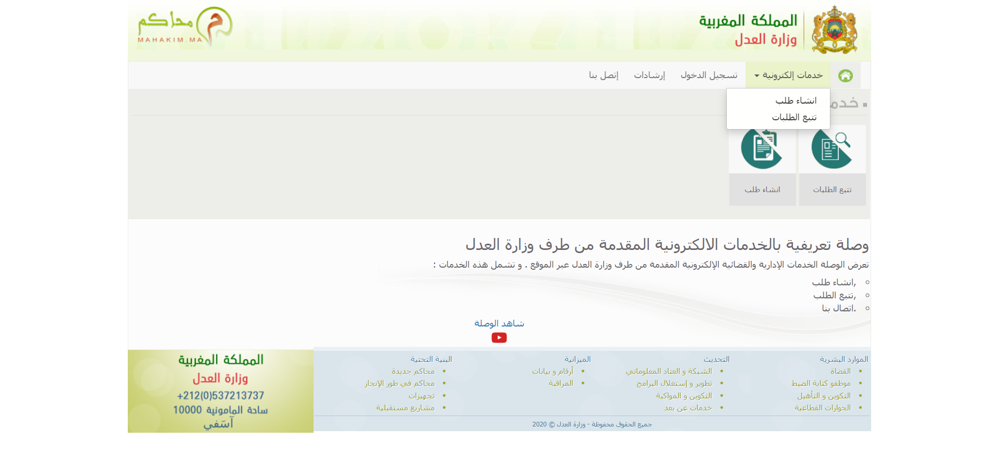 المملكة المغربية
وزارة العدل
محاكم
MAHAKIM.MA
خدمات إلكترونية
تسجيل الدخول
إرشادات
إتصل بنا
انشاء طلب
تتبع الطلبات
تتبع الطلبات
انشاء طلب
وصلة تعريفية بالخدمات الالكترونية المقدمة من طرف وزارة العدل
تعرض الوصلة الخدمات الإدارية والقضائية الإلكترونية المقدمة من طرف وزارة العدل عبر الموقع . و تشمل هذه الخدمات :
,انشاء طلب
,تتبع الطلب
.اتصال بنا
شاهد الوصلة
الموارد البشرية
القضاة
موظفو كتابة الضبط
التكوين و التأهيل
الحوارات القطاعية
التحديث
الشبكة و العتاد المعلوماتي
تطوير و إستغلال البرامج
التكوين و المواكبة
خدمات عن بعد
الميزانية
أرقام و بيانات
المراقبة
البنية التحتية
محاكم جديدة
محاكم في طور الإنجاز
تجهيزات
مشاريع مستقبلية
جميع الحقوق محفوظة - وزارة العدل © 2020
المملكة المغربية
وزارة العدل
+212(0)537213737
ساحة المامونية 10000
آسَفي